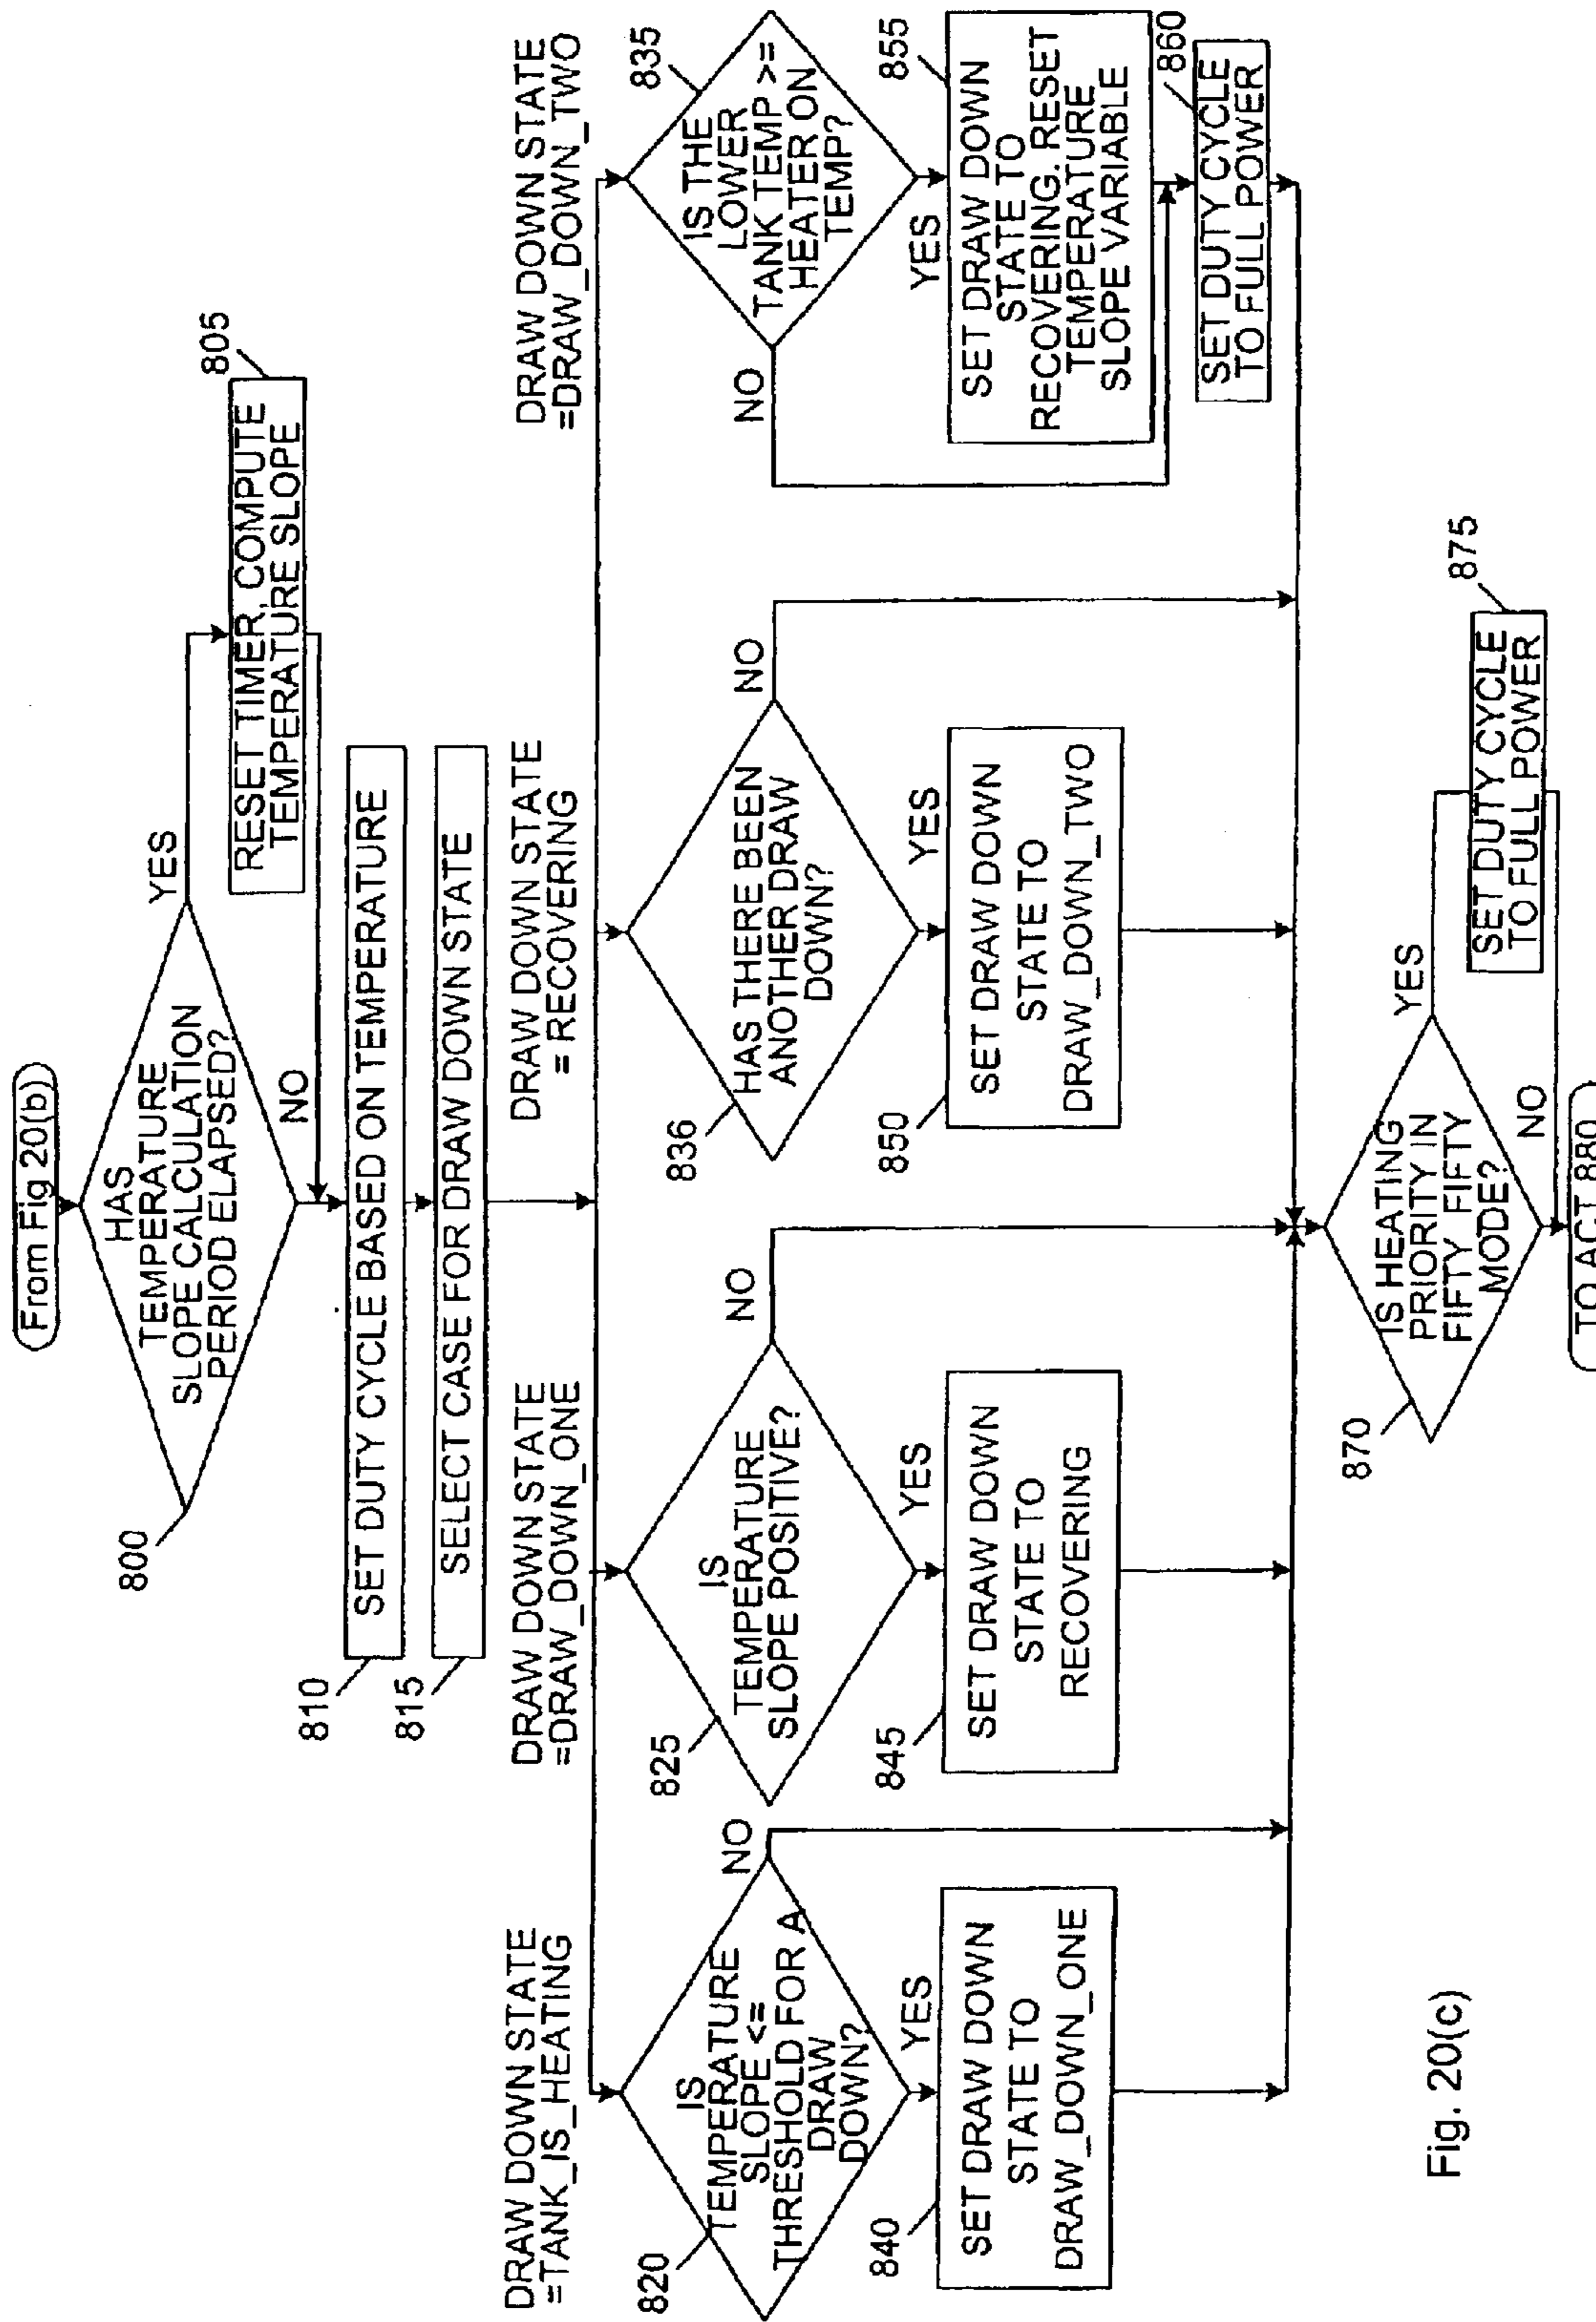 From Fig 20(b)
HAS
TEMPERATURE
SLOPE CALCULATION
PERIOD ELAPSED?
800
YES
NO
805
RESET TIMER, COMPUTE
TEMPERATURE SLOPE
SET DUTY CYCLE BASED ON TEMPERATURE
810
SELECT CASE FOR DRAW DOWN STATE
815
DRAW DOWN STATE
=TANK_IS_HEATING
DRAW DOWN STATE
=DRAW_DOWN_ONE
DRAW DOWN STATE
= RECOVERING
DRAW DOWN STATE
=DRAW_DOWN_TWO
IS
TEMPERATURE
SLOPE <=
THRESHOLD FOR A
DRAW
DOWN?
820
NO
YES
IS
TEMPERATURE
SLOPE POSITIVE?
825
NO
YES
HAS THERE BEEN
ANOTHER DRAW
DOWN?
836
NO
YES
IS THE
LOWER
TANK TEMP >=
HEATER ON
TEMP?
835
NO
YES
SET DRAW DOWN
STATE TO
DRAW_DOWN_ONE
840
SET DRAW DOWN
STATE TO
RECOVERING
845
SET DRAW DOWN
STATE TO
DRAW_DOWN_TWO
850
SET DRAW DOWN
STATE TO
RECOVERING. RESET
TEMPERATURE
SLOPE VARIABLE
855
SET DUTY CYCLE
TO FULL POWER
860
IS HEATING
PRIORITY IN
FIFTY FIFTY
MODE?
870
YES
NO
SET DUTY CYCLE
TO FULL POWER
875
TO ACT 880
Fig. 20(c)